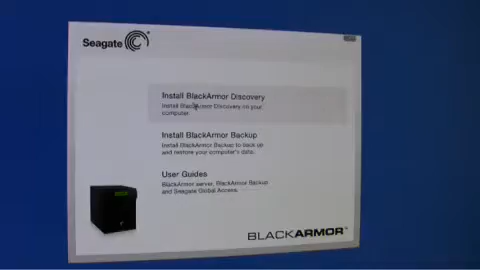 Seagate
Install BlackArmor Discovery
Install BlackArmor Discovery on your
computer.
Install BlackArmor Backup
Install BlackArmor Backup to back up
and restore your computer's data.
User Guides
BlackArmor server, BlackArmor Backup
and Seagate Global Access.
BLACKARMOR